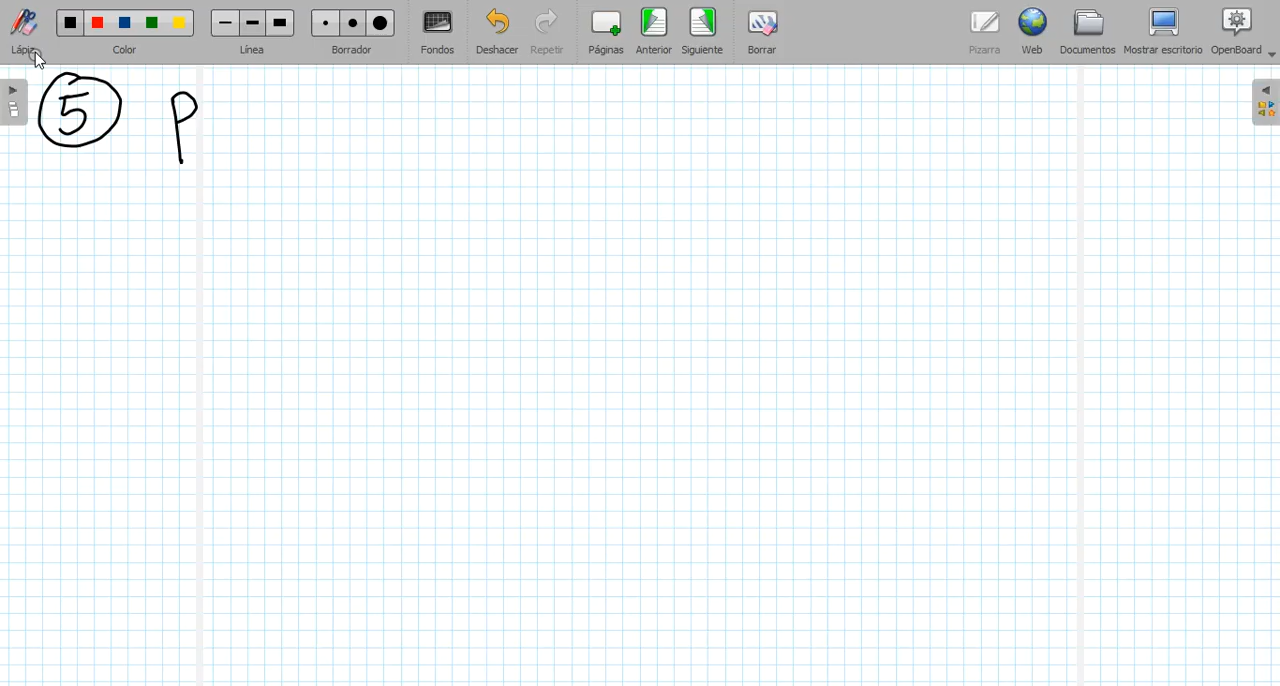 Lápiz Color Línea Borrador Fondos Deshacer Repetir Páginas Anterior Siguiente Borrar Pizarra Web Documentos Mostrar escritorio OpenBoard
5 P